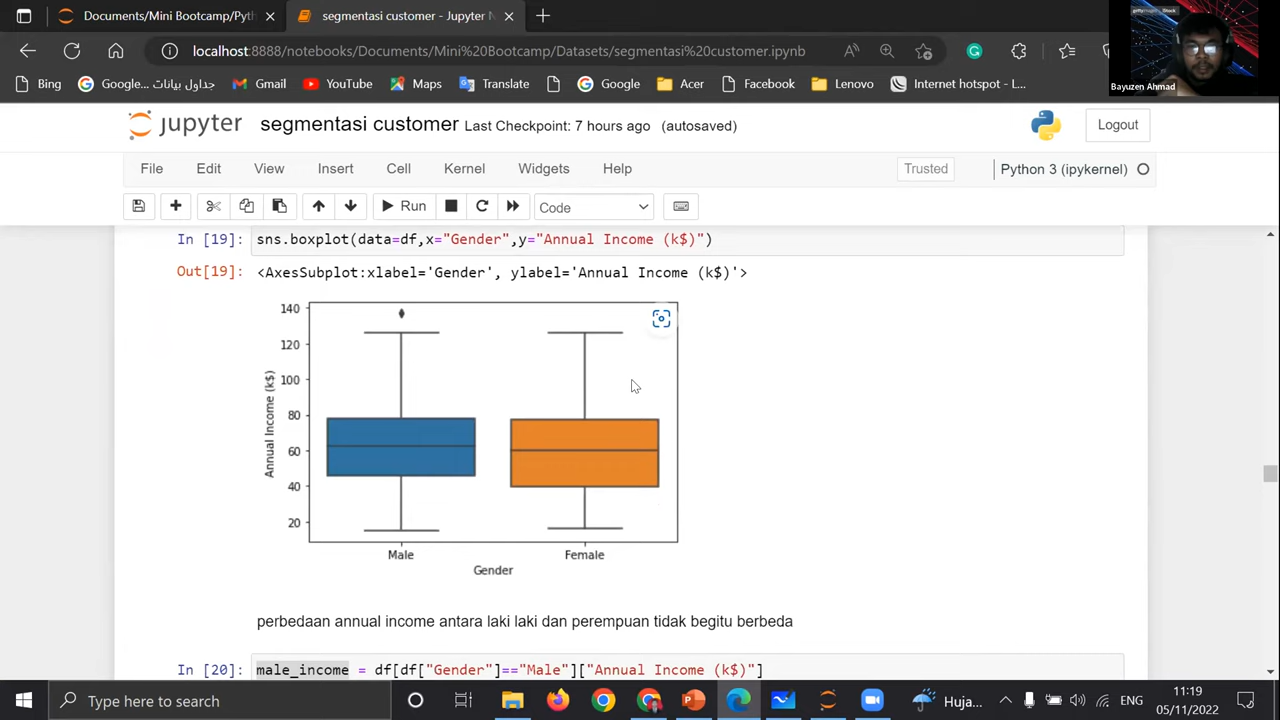 Documents/Mini Bootcamp/Pyth
segmentasi customer - Jupyter N
localhost:8888/notebooks/Documents/Mini%20Bootcamp/Datasets/segmentasi%20customer.ipynb
Bayuzen Ahmad
Bing
Google... جداول بيانات
Gmail
YouTube
Maps
Translate
Google
Acer
Facebook
Lenovo
Internet hotspot - L...
jupyter segmentasi customer Last Checkpoint: 7 hours ago (autosaved)
Logout
File Edit View Insert Cell Kernel Widgets Help
Trusted
Python 3 (ipykernel)
Run
Code
In [19]: sns.boxplot(data=df,x="Gender",y="Annual Income (k$)")
Out[19]: <AxesSubplot:xlabel='Gender', ylabel='Annual Income (k$)'>
140
120
100
80
60
40
20
Annual Income (k$)
Male Female
Gender
perbedaan annual income antara laki laki dan perempuan tidak begitu berbeda
In [20]: male_income = df[df["Gender"]=="Male"]["Annual Income (k$)"]
Type here to search
Huja...
ENG
11:19
05/11/2022